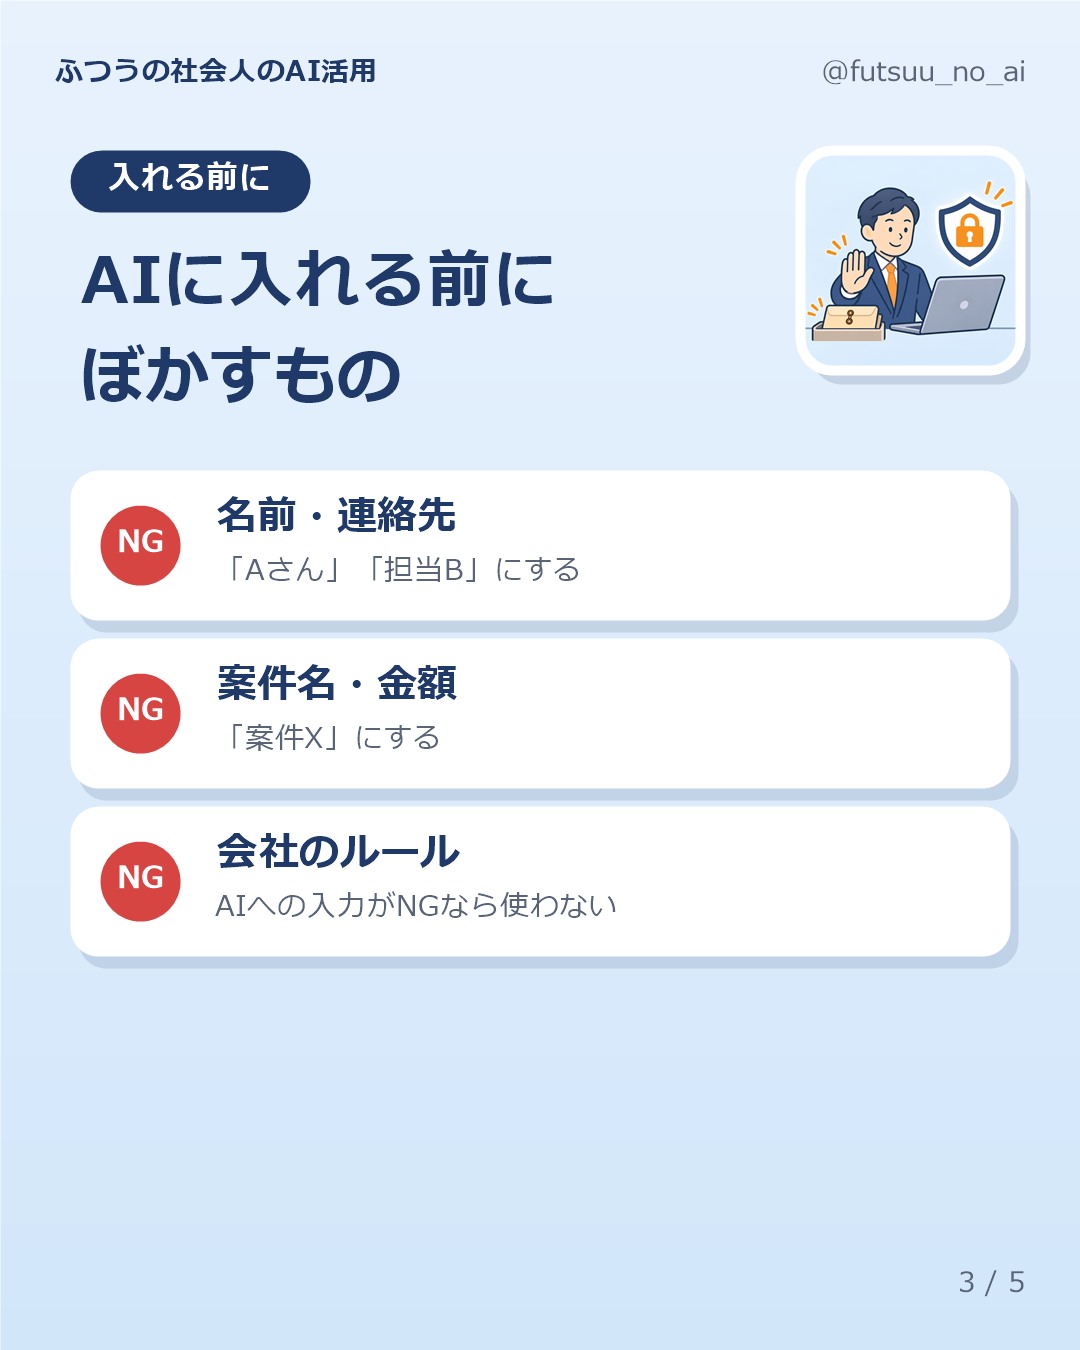 ふつうの社会人のAI活用
@futsuu_no_ai
入れる前に
AIに入れる前に
ぼかすもの
NG
名前・連絡先
「Aさん」「担当B」にする
NG
案件名・金額
「案件X」にする
NG
会社のルール
AIへの入力がNGなら使わない
3 / 5